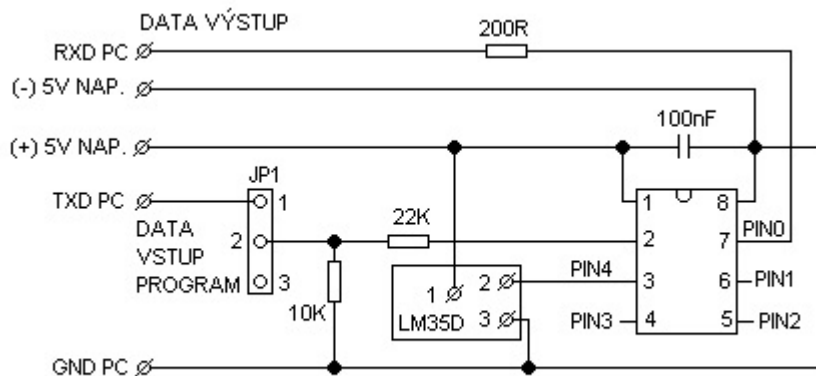 DATA VÝSTUP
200R
RXD PC
(-) 5V NAP.
100nF
(+) 5V NAP.
JP1
TXD PC
1
1 8
22K
DATA
2
2 7 PIN0
VSTUP
PIN4
PROGRAM
3
1 2
3 6 PIN1
10K
LM35D 3
PIN3 4 5 PIN2
GND PC